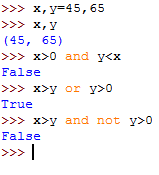 >>> x,y=45,65
>>> x,y
(45, 65)
>>> x>0 and y<x
False
>>> x>y or y>0
True
>>> x>y and not y>0
False
>>>